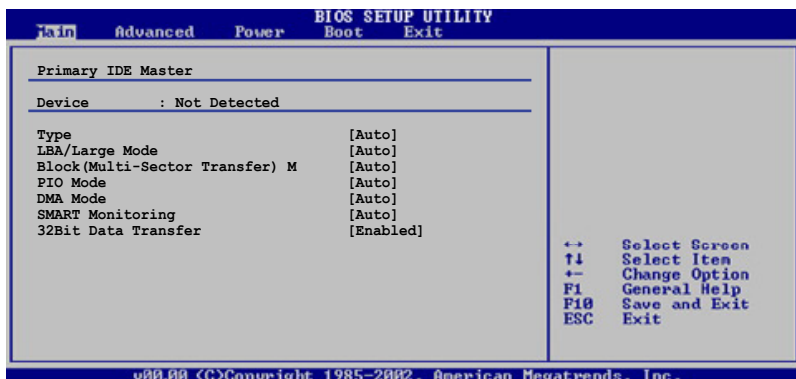 BIOS SETUP UTILITY
Main Advanced Power Boot Exit
Primary IDE Master
Device : Not Detected
Type [Auto]
LBA/Large Mode [Auto]
Block(Multi-Sector Transfer) M [Auto]
PIO Mode [Auto]
DMA Mode [Auto]
SMART Monitoring [Auto]
32Bit Data Transfer [Enabled]
↔ Select Screen
↑↓ Select Item
+- Change Option
F1 General Help
F10 Save and Exit
ESC Exit
v00.00 (C)Copyright 1985-2002, American Megatrends, Inc.